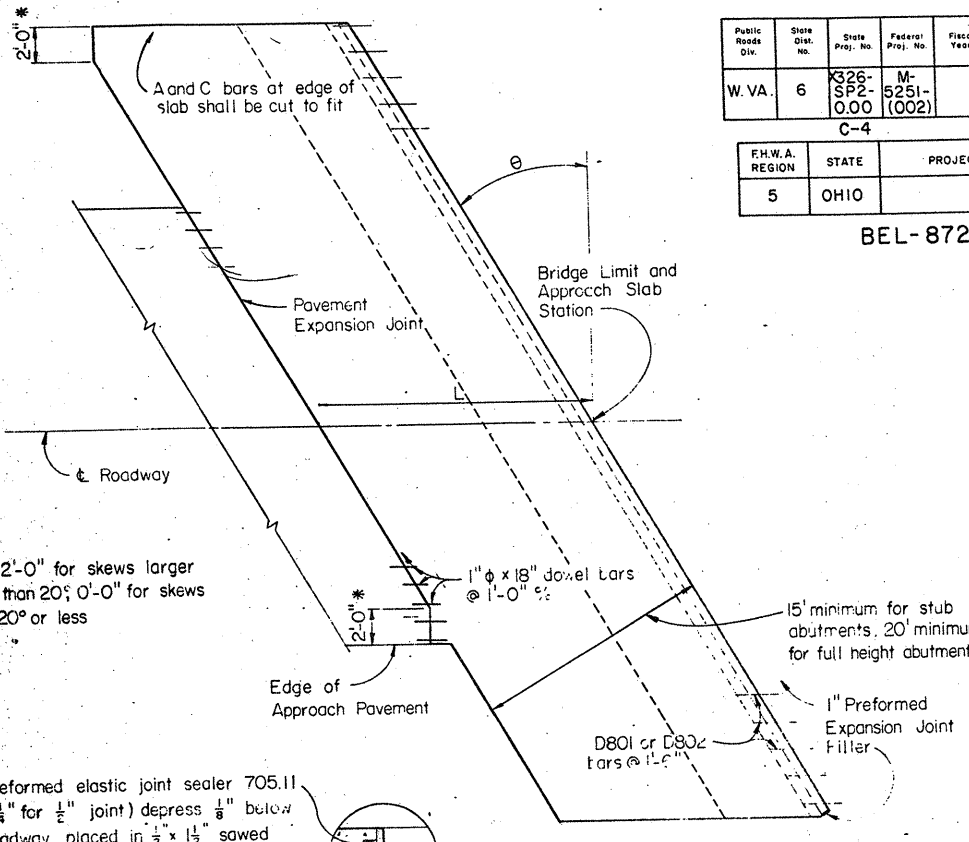 2'-0" *
A and C bars at edge of
slab shall be cut to fit
Public Roads Div.
State Dist. No.
State Proj. No.
Federal Proj. No.
W. VA.
6
X326-
SP2-
0.00
M-
5251-
(002)
C-4
F.H.W.A.
REGION
STATE
5
OHIO
BEL-872
θ
Bridge Limit and
Approach Slab
Station
Pavement
Expansion Joint
L
℄ Roadway
2'-0" for skews larger
than 20°, 0'-0" for skews
20° or less
1" ϕ x 18" dowel bars
@ 1'-0" c/c
2'-0" *
15' minimum for stub
abutments, 20'
for full height
Edge of
Approach Pavement
1" Preformed
Expansion Joint
Filler
D801 or D802
bars @ 1'-6"
elastic joint sealer 705.11
for 1/2" joint) depress 1/8" below
placed in 1/2" x 1 1/2" sawed